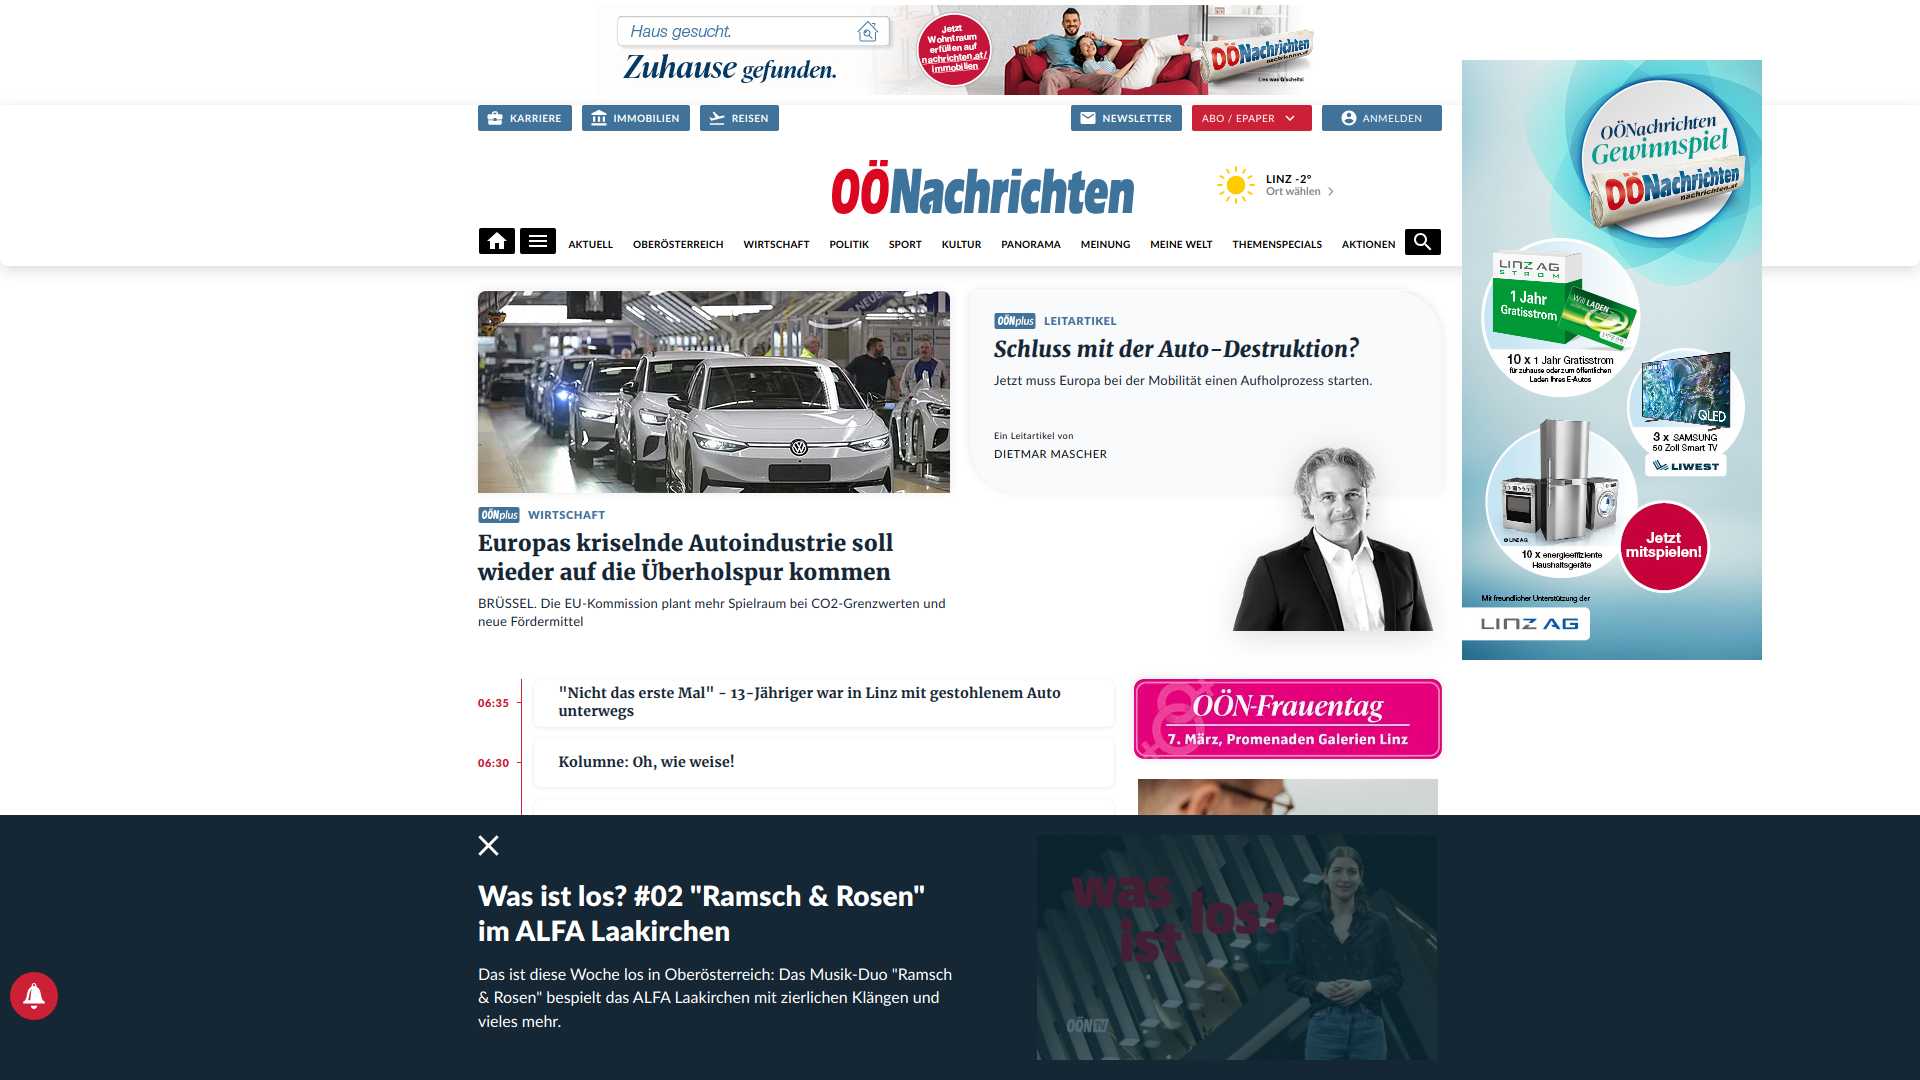 Haus gesucht.
Zuhause gefunden.
Jetzt
Wohntraum
erfüllen auf
nachrichten.at/
immobilien
OÖNachrichten
KARRIERE
IMMOBILIEN
REISEN
NEWSLETTER
ABO / EPAPER
ANMELDEN
OÖNachrichten
LINZ -2°
Ort wählen
AKTUELL
OBERÖSTERREICH
WIRTSCHAFT
POLITIK
SPORT
KULTUR
PANORAMA
MEINUNG
MEINE WELT
THEMENSPECIALS
AKTIONEN
OÖNplus LEITARTIKEL
Schluss mit der Auto-Destruktion?
Jetzt muss Europa bei der Mobilität einen Aufholprozess starten.
Ein Leitartikel von
DIETMAR MASCHER
OÖNplus WIRTSCHAFT
Europas kriselnde Autoindustrie soll
wieder auf die Überholspur kommen
BRÜSSEL. Die EU-Kommission plant mehr Spielraum bei CO2-Grenzwerten und
neue Fördermittel
OÖNachrichten
Gewinnspiel
OÖNachrichten
nachrichten.at
LINZ AG
STROM
1 Jahr
Gratisstrom
10 x 1 Jahr Gratisstrom
für zuhause oder zum öffentlichen
Laden Ihres E-Autos
QLED
3 x SAMSUNG
50 Zoll Smart TV
LIWEST
10 x energieeffiziente
Haushaltsgeräte
Jetzt
mitspielen!
Mit freundlicher Unterstützung der
LINZ AG
06:35
"Nicht das erste Mal" - 13-Jähriger war in Linz mit gestohlenem Auto
unterwegs
06:30
Kolumne: Oh, wie weise!
OÖN-Frauentag
7. März, Promenaden Galerien Linz
Was ist los? #02 "Ramsch & Rosen"
im ALFA Laakirchen
Das ist diese Woche los in Oberösterreich: Das Musik-Duo "Ramsch
& Rosen" bespielt das ALFA Laakirchen mit zierlichen Klängen und
vieles mehr.
was
ist los?
OÖNTV